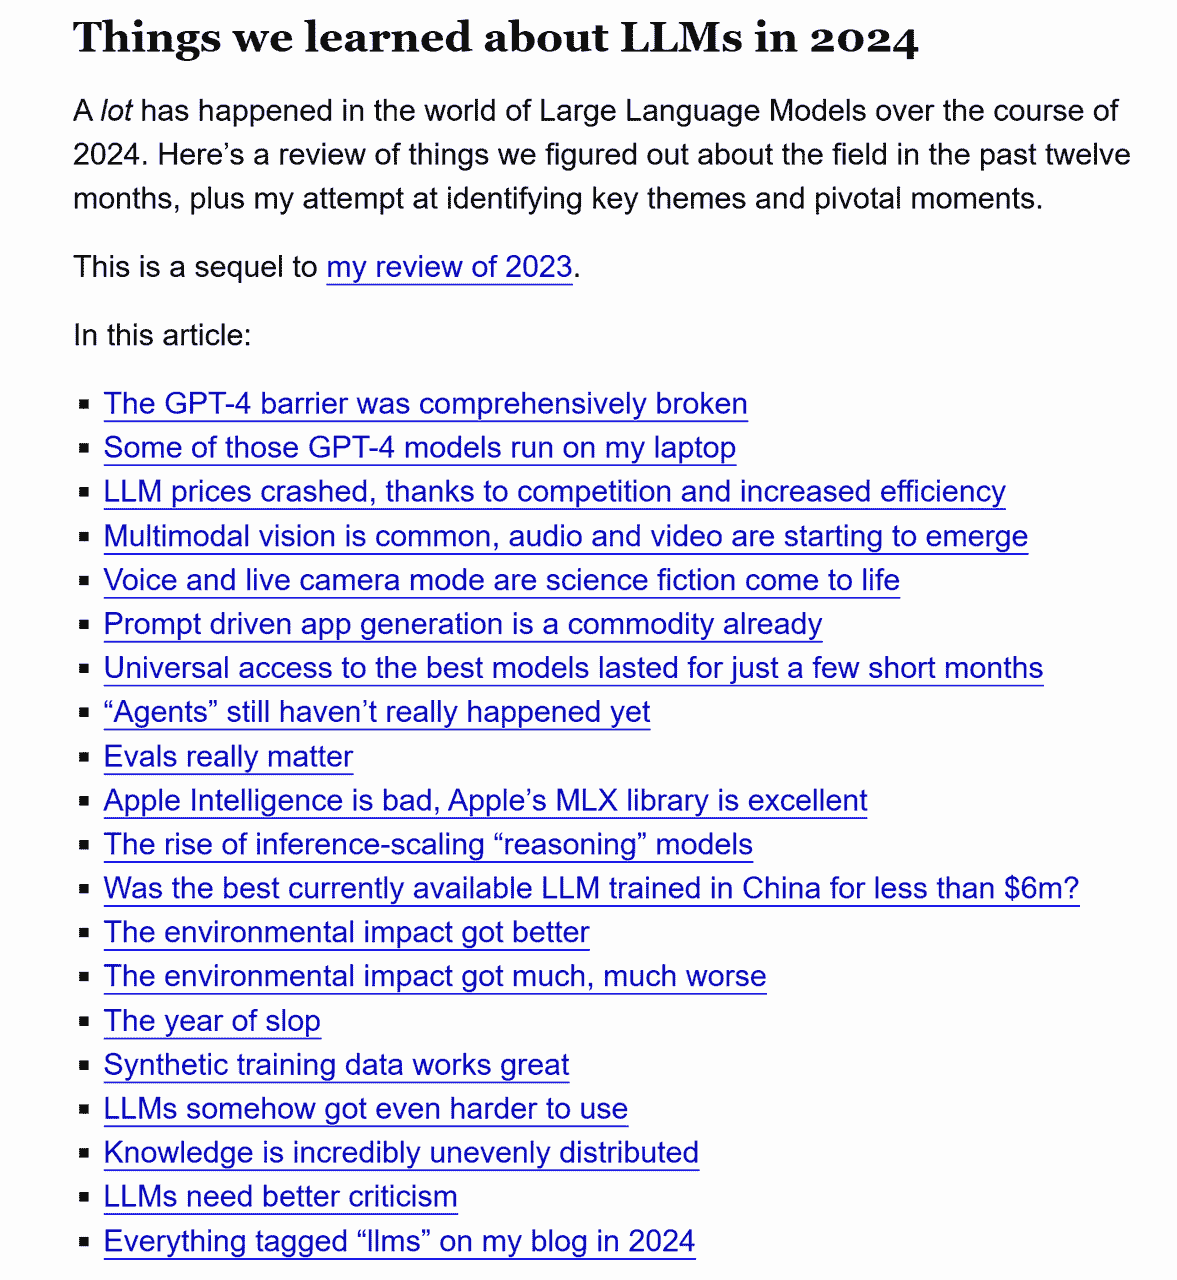 Things we learned about LLMs in 2024
A lot has happened in the world of Large Language Models over the course of
2024. Here’s a review of things we figured out about the field in the past twelve
months, plus my attempt at identifying key themes and pivotal moments.
This is a sequel to my review of 2023.
In this article:
▪ The GPT-4 barrier was comprehensively broken
▪ Some of those GPT-4 models run on my laptop
▪ LLM prices crashed, thanks to competition and increased efficiency
▪ Multimodal vision is common, audio and video are starting to emerge
▪ Voice and live camera mode are science fiction come to life
▪ Prompt driven app generation is a commodity already
▪ Universal access to the best models lasted for just a few short months
▪ “Agents” still haven’t really happened yet
▪ Evals really matter
▪ Apple Intelligence is bad, Apple’s MLX library is excellent
▪ The rise of inference-scaling “reasoning” models
▪ Was the best currently available LLM trained in China for less than $6m?
▪ The environmental impact got better
▪ The environmental impact got much, much worse
▪ The year of slop
▪ Synthetic training data works great
▪ LLMs somehow got even harder to use
▪ Knowledge is incredibly unevenly distributed
▪ LLMs need better criticism
▪ Everything tagged “llms” on my blog in 2024